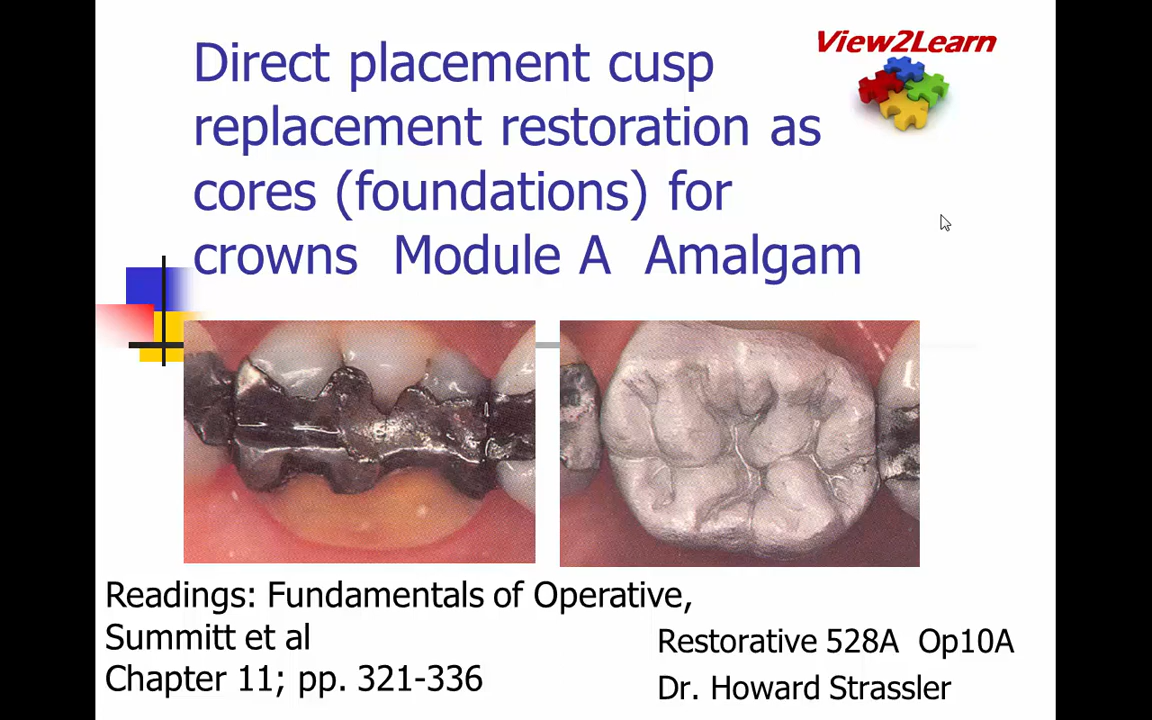 Direct placement cusp
replacement restoration as
cores (foundations) for
crowns  Module A  Amalgam
View2Learn
Readings: Fundamentals of Operative,
Summitt et al
Chapter 11; pp. 321-336
Restorative 528A  Op10A
Dr. Howard Strassler